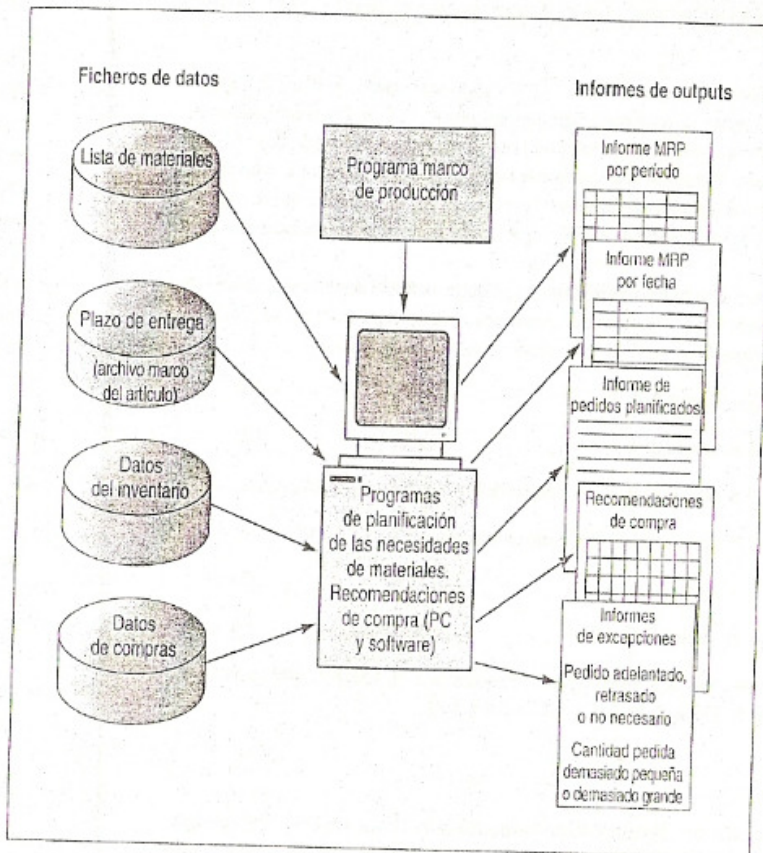 Ficheros de datos
Lista de materiales
Plazo de entrega
(archivo marco
del artículo)
Datos
del inventario
Datos
de compras
Programa marco
de producción
Programas
de planificación
de las necesidades
de materiales.
Recomendaciones
de compra (PC
y software)
Informes de outputs
Informe MRP
por período
Informe MRP
por fecha
Informe de
pedidos planificados
Recomendaciones
de compra
Informes
de excepciones
Pedido adelantado,
retrasado
o no necesario
Cantidad pedida
demasiado pequeña
o demasiado grande